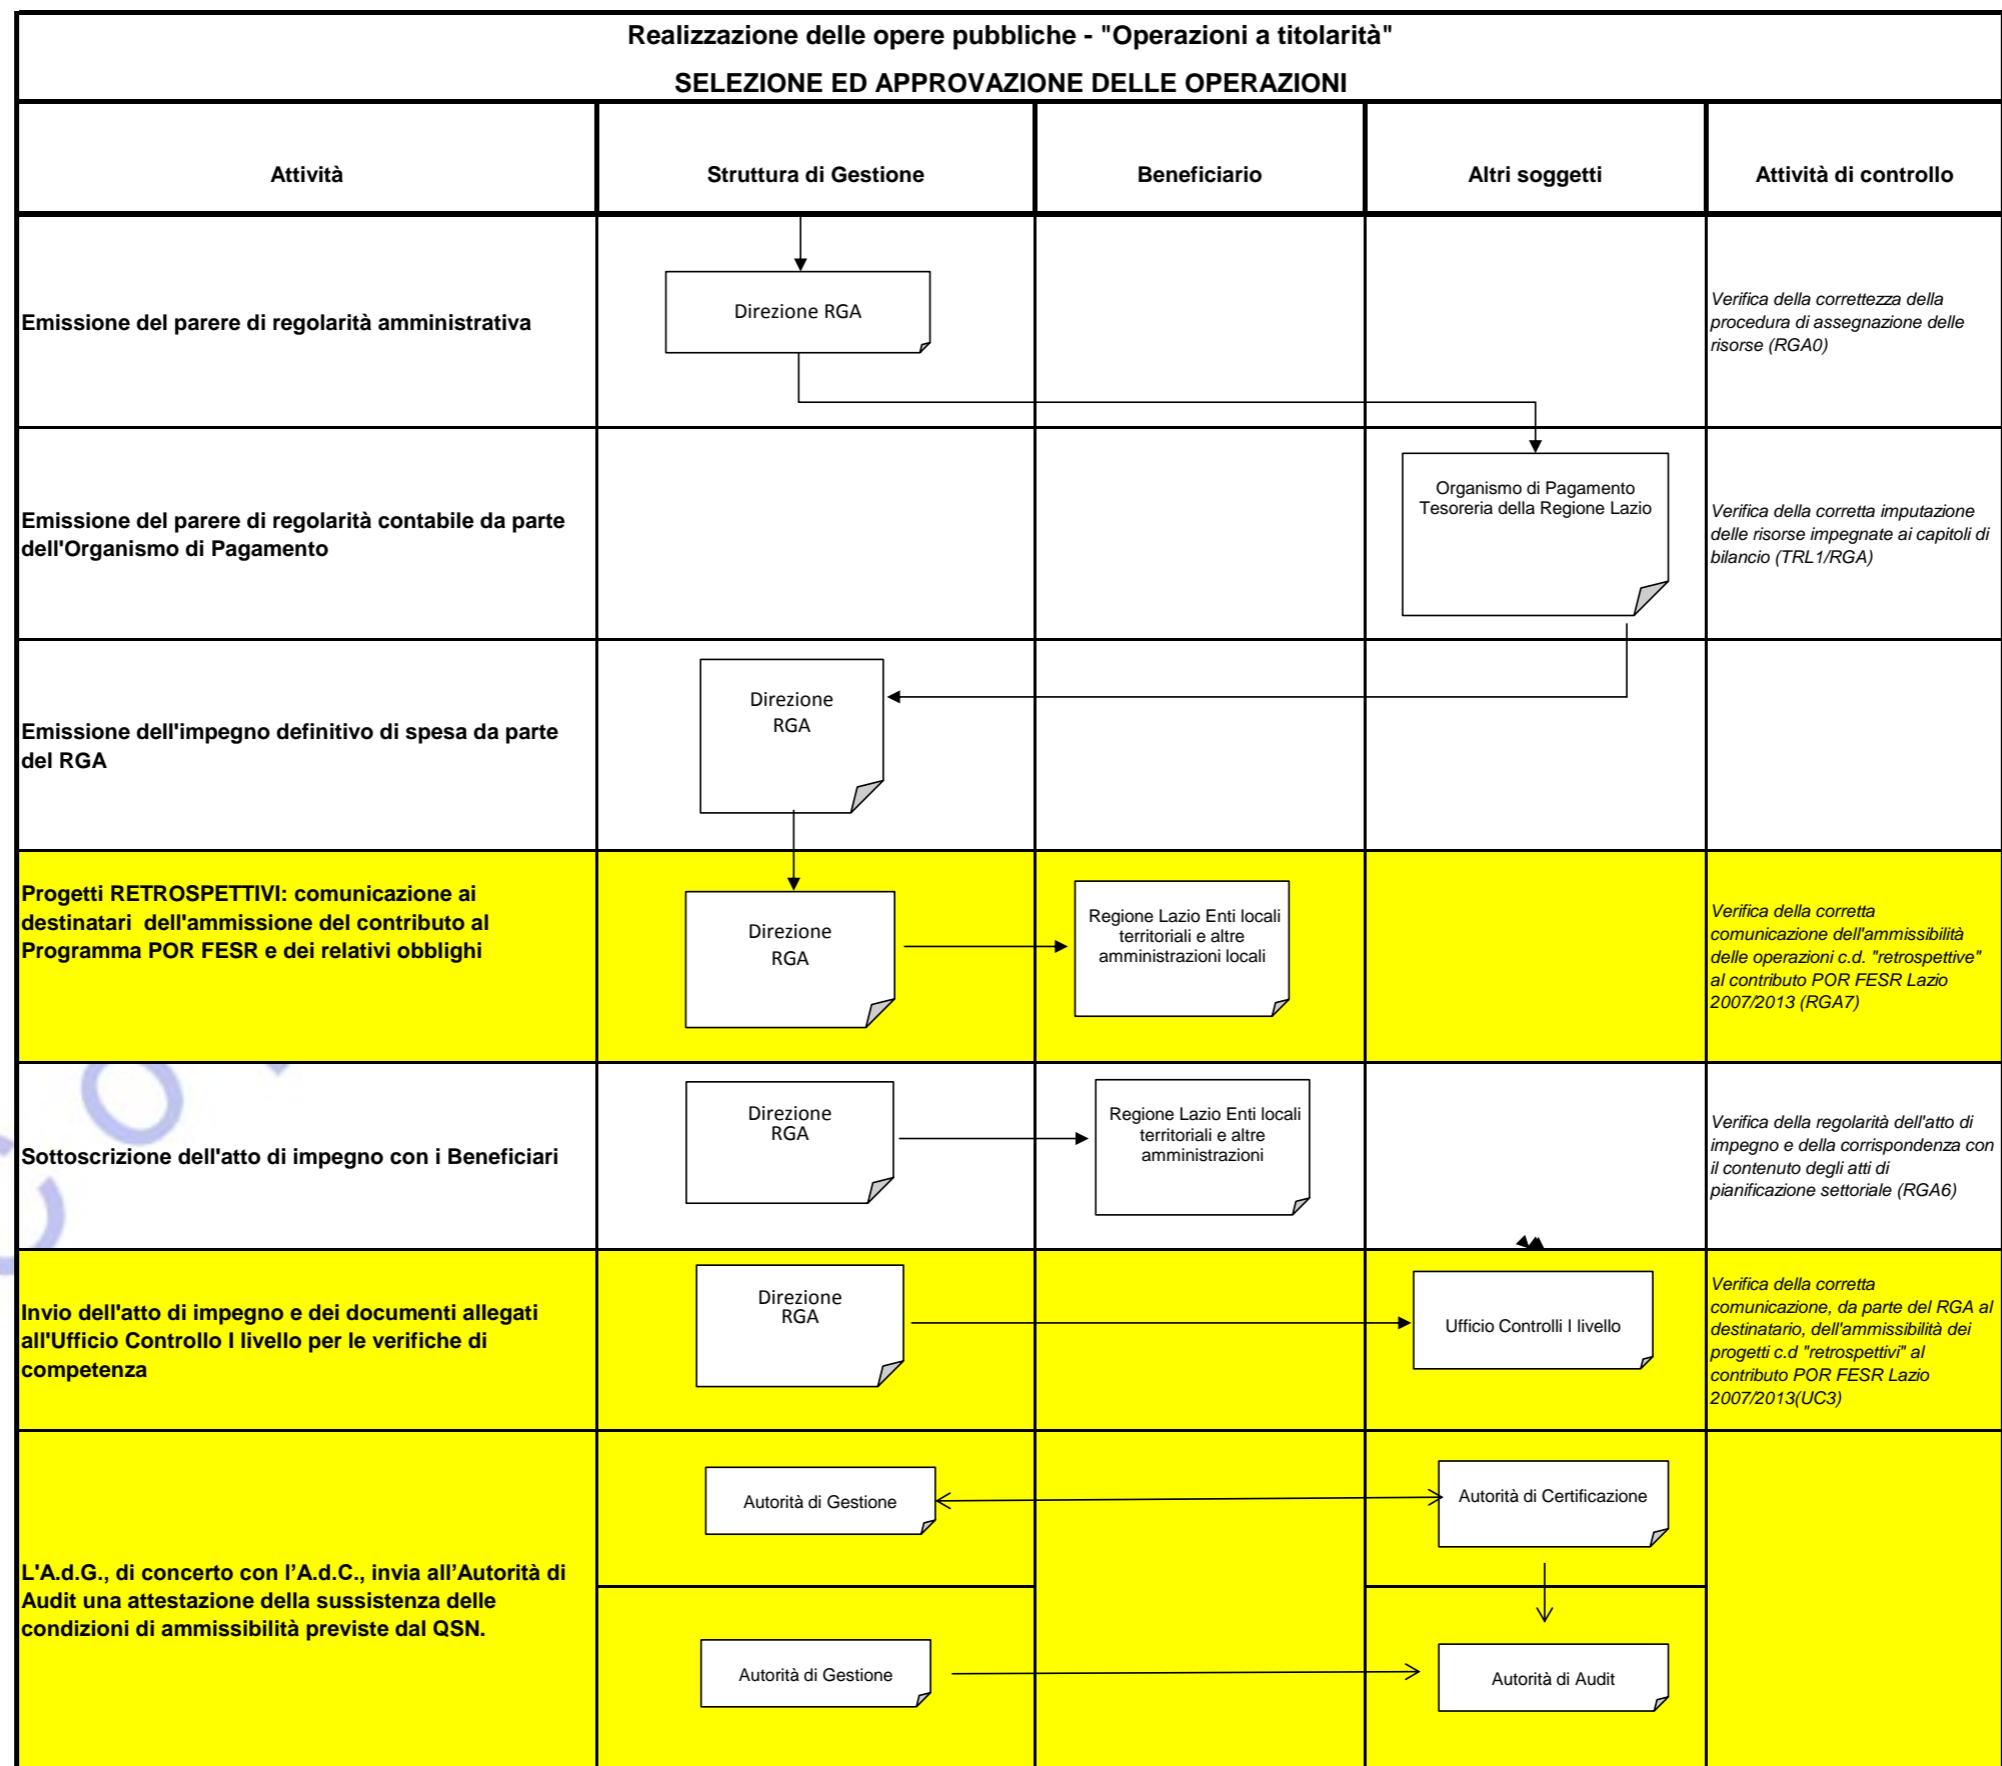 Realizzazione delle opere pubbliche - "Operazioni a titolarità"
SELEZIONE ED APPROVAZIONE DELLE OPERAZIONI
Attività
Struttura di Gestione
Beneficiario
Altri soggetti
Attività di controllo
Emissione del parere di regolarità amministrativa
Direzione RGA
Verifica della correttezza della
procedura di assegnazione delle
risorse (RGA0)
Emissione del parere di regolarità contabile da parte
dell'Organismo di Pagamento
Organismo di Pagamento
Tesoreria della Regione Lazio
Verifica della corretta imputazione
delle risorse impegnate ai capitoli di
bilancio (TRL1/RGA)
Emissione dell'impegno definitivo di spesa da parte
del RGA
Direzione
RGA
Progetti RETROSPETTIVI: comunicazione ai
destinatari  dell'ammissione del contributo al
Programma POR FESR e dei relativi obblighi
Direzione
RGA
Regione Lazio Enti locali
territoriali e altre
amministrazioni locali
Verifica della corretta
comunicazione dell'ammissibilità
delle operazioni c.d. "retrospettive"
al contributo POR FESR Lazio
2007/2013 (RGA7)
Sottoscrizione dell'atto di impegno con i Beneficiari
Direzione
RGA
Regione Lazio Enti locali
territoriali e altre
amministrazioni
Verifica della regolarità dell'atto di
impegno e della corrispondenza con
il contenuto degli atti di
pianificazione settoriale (RGA6)
Invio dell'atto di impegno e dei documenti allegati
all'Ufficio Controllo I livello per le verifiche di
competenza
Direzione
RGA
Ufficio Controlli I livello
Verifica della corretta
comunicazione, da parte del RGA al
destinatario, dell'ammissibilità dei
progetti c.d "retrospettivi" al
contributo POR FESR Lazio
2007/2013(UC3)
L'A.d.G., di concerto con l'A.d.C., invia all'Autorità di
Audit una attestazione della sussistenza delle
condizioni di ammissibilità previste dal QSN.
Autorità di Gestione
Autorità di Certificazione
Autorità di Gestione
Autorità di Audit